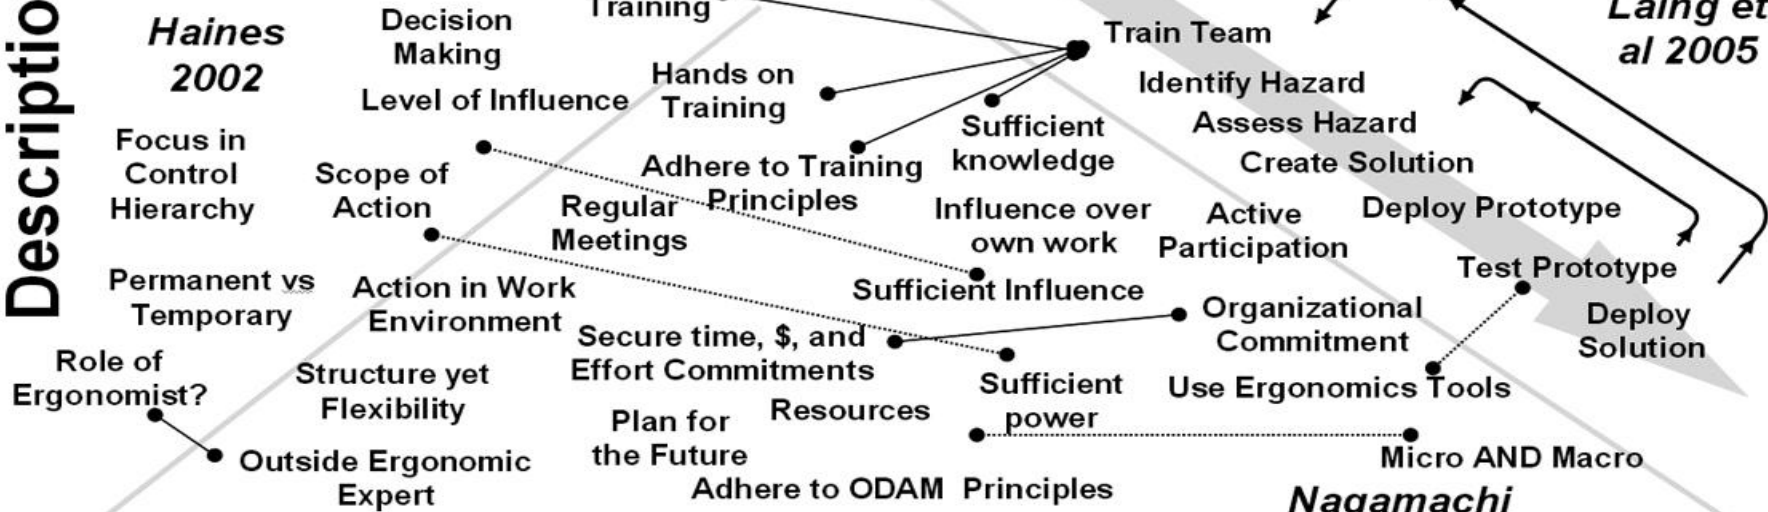 Descriptio
Haines
2002
Decision
Making
Training
Level of Influence
Hands on
Training
Train Team
Laing et
al 2005
Identify Hazard
Assess Hazard
Create Solution
Focus in
Control
Hierarchy
Scope of
Action
Adhere to Training
Principles
Sufficient
knowledge
Regular
Meetings
Influence over
own work
Active
Participation
Deploy Prototype
Test Prototype
Permanent vs
Temporary
Action in Work
Environment
Sufficient Influence
Organizational
Commitment
Deploy
Solution
Secure time, $, and
Effort Commitments
Role of
Ergonomist?
Structure yet
Flexibility
Sufficient
power
Use Ergonomics Tools
Resources
Plan for
the Future
Outside Ergonomic
Expert
Micro AND Macro
Adhere to ODAM Principles
Nagamachi